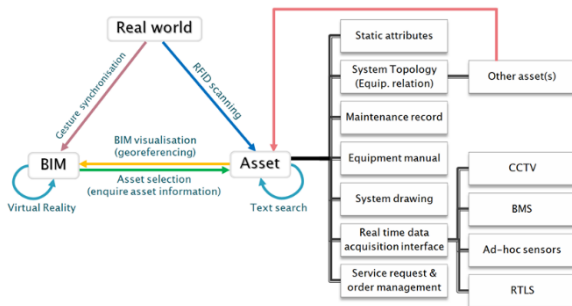 Real world
Gesture synchronisation
RFID scanning
BIM visualisation
(georeferencing)
BIM
Asset
Asset selection
(enquire asset information)
Virtual Reality
Text search
Static attributes
System Topology
(Equip. relation)
Other asset(s)
Maintenance record
Equipment manual
System drawing
Real time data
acquisition interface
Service request &
order management
CCTV
BMS
Ad-hoc sensors
RTLS